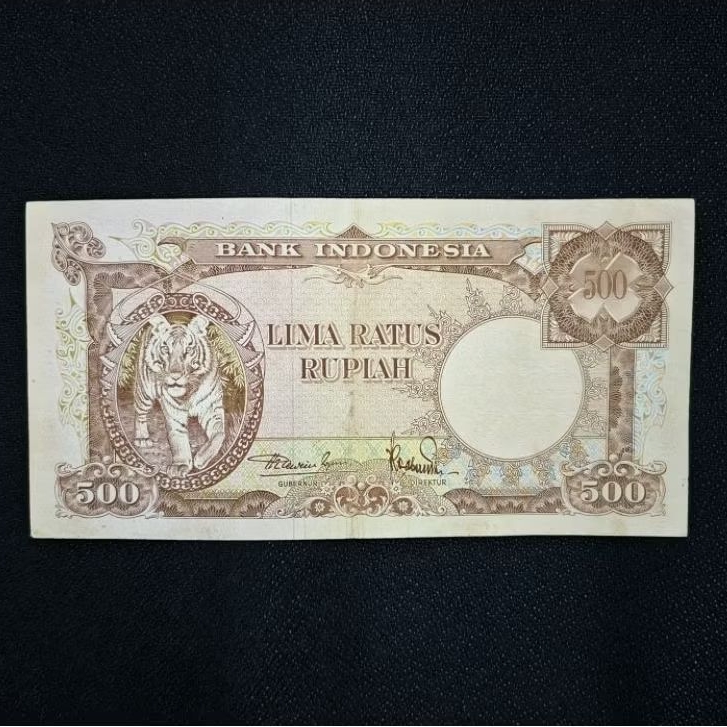 BANK INDONESIA
500
LIMA RATUS
RUPIAH
GUBERNUR
DIREKTUR
500
500